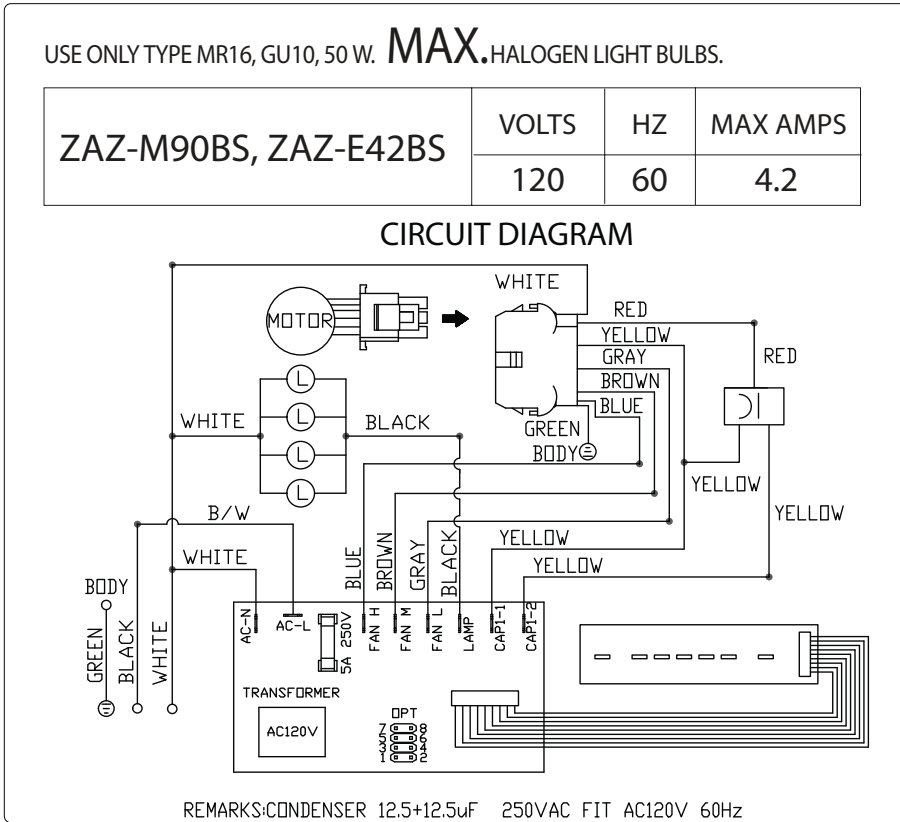 USE ONLY TYPE MR16, GU10, 50 W. MAX. HALOGEN LIGHT BULBS.
ZAZ-M90BS, ZAZ-E42BS
VOLTS HZ MAX AMPS
120 60 4.2
CIRCUIT DIAGRAM
WHITE
MOTOR
RED
YELLOW
GRAY
RED
BROWN
BLUE
L
L
L
L
WHITE
BLACK
GREEN
BODY
YELLOW
YELLOW
B/W
WHITE
BLUE
BROWN
GRAY
BLACK
YELLOW
YELLOW
BODY
GREEN
BLACK
WHITE
AC-N
AC-L
5A 250V
FAN H
FAN M
FAN L
LAMP
CAP1-1
CAP1-2
TRANSFORMER
AC120V
OPT
7 8
5 6
3 4
1 2
REMARKS:CONDENSER 12.5+12.5uF 250VAC FIT AC120V 60Hz